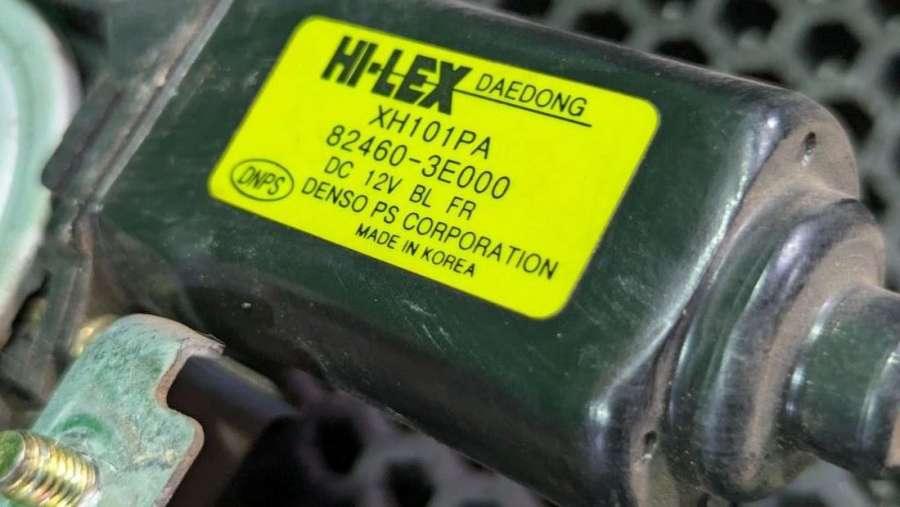 HI-LEX DAEDONG
XH101PA
82460-3E000
DC 12V BL FR
DNPS DENSO PS CORPORATION
MADE IN KOREA